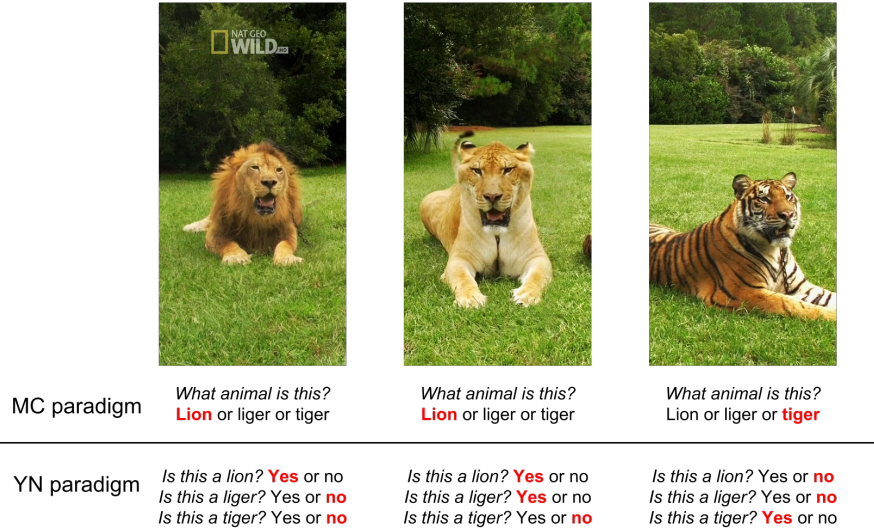 NAT GEO
WILD HD
What animal is this? What animal is this? What animal is this?
MC paradigm Lion or liger or tiger Lion or liger or tiger Lion or liger or tiger
Is this a lion? Yes or no Is this a lion? Yes or no Is this a lion? Yes or no
YN paradigm Is this a liger? Yes or no Is this a liger? Yes or no Is this a liger? Yes or no
Is this a tiger? Yes or no Is this a tiger? Yes or no Is this a tiger? Yes or no